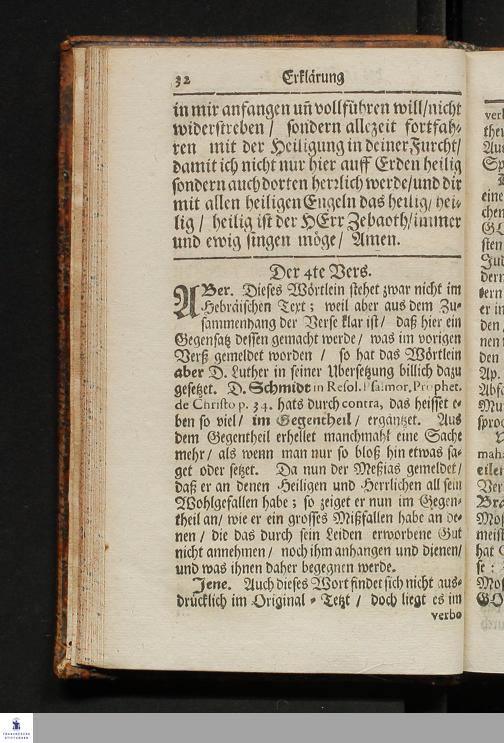 32 Erklärung
in mir anfangen uñ vollführen will/nicht
widerstreben / sondern allezeit fortfah-
ren mit der Heiligung in deiner Furcht/
damit ich nicht nur hier auff Erden heilig
sondern auch dorten herzlich werde/und dir
mit allen heiligen Engeln das heilig/ hei-
lig / heilig ist der HErr Zebaoth/immer
und ewig singen möge/ Amen.
Der 4te Vers.
ABer. Dieses Wörtlein stehet zwar nicht im
Hebräischen Text; weil aber aus dem Zu-
sammenhang der Verse klar ist/ daß hier ein
Gegensatz dessen gemacht werde/ was im vorigen
Verß gemeldet worden / so hat das Wörtlein
aber D. Luther in seiner Ubersetzung billich dazu
gesetzet. D. Schmidt in Resol. Psalmor. Prophet.
de Christo p. 34. hats durch contra, das heisset e-
ben so viel/ im Gegentheil / ergäntzet. Aus
dem Gegentheil erhellet manchmahl eine Sache
mehr/ als wenn man nur so bloß hin etwas sa-
get oder setzet. Da nun der Meßias gemeldet/
daß er an denen Heiligen und Herrlichen all sein
Wohlgefallen habe; so zeiget er nun im Gegen-
theil an/ wie er ein grosses Mißfallen habe an de-
nen / die das durch sein Leiden erworbene Gut
nicht annehmen/ noch ihm anhangen und dienen/
und was ihnen daher begegnen werde.
Jene. Auch dieses Wort findet sich nicht aus-
drücklich im Original-Tetzt / doch liegt es im
verbo